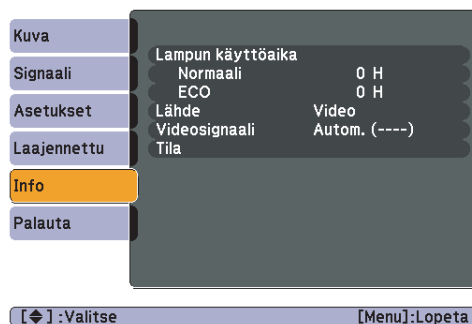 Kuva
Signaali
Asetukset
Laajennettu
Info
Palauta
Lampun käyttöaika
Normaali 0 H
ECO 0 H
Lähde Video
Videosignaali Autom. (----)
Tila
[◆] :Valitse [Menu]:Lopeta